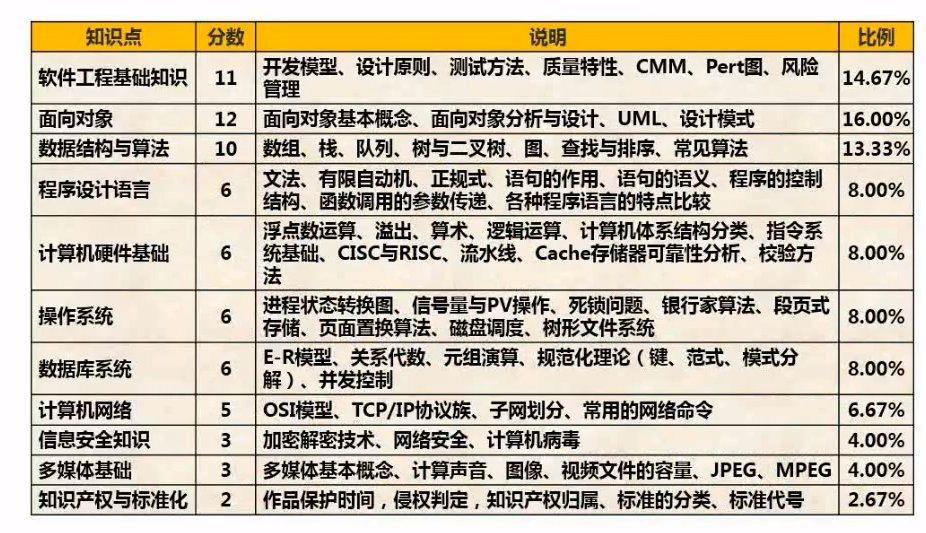 知识点 分数 说明 比例
软件工程基础知识 11 开发模型、设计原则、测试方法、质量特性、CMM、Pert图、风险
管理 14.67%
面向对象 12 面向对象基本概念、面向对象分析与设计、UML、设计模式 16.00%
数据结构与算法 10 数组、栈、队列、树与二叉树、图、查找与排序、常见算法 13.33%
程序设计语言 6 文法、有限自动机、正规式、语句的作用、语句的语义、程序的控制
结构、函数调用的参数传递、各种程序语言的特点比较 8.00%
计算机硬件基础 6 浮点数运算、溢出、算术、逻辑运算、计算机体系结构分类、指令系
统基础、CISC与RISC、流水线、Cache存储器可靠性分析、校验方
法 8.00%
操作系统 6 进程状态转换图、信号量与PV操作、死锁问题、银行家算法、段页式
存储、页面置换算法、磁盘调度、树形文件系统 8.00%
数据库系统 6 E-R模型、关系代数、元组演算、规范化理论（键、范式、模式分
解）、并发控制 8.00%
计算机网络 5 OSI模型、TCP/IP协议族、子网划分、常用的网络命令 6.67%
信息安全知识 3 加密解密技术、网络安全、计算机病毒 4.00%
多媒体基础 3 多媒体基本概念、计算声音、图像、视频文件的容量、JPEG、MPEG 4.00%
知识产权与标准化 2 作品保护时间，侵权判定，知识产权归属、标准的分类、标准代号 2.67%